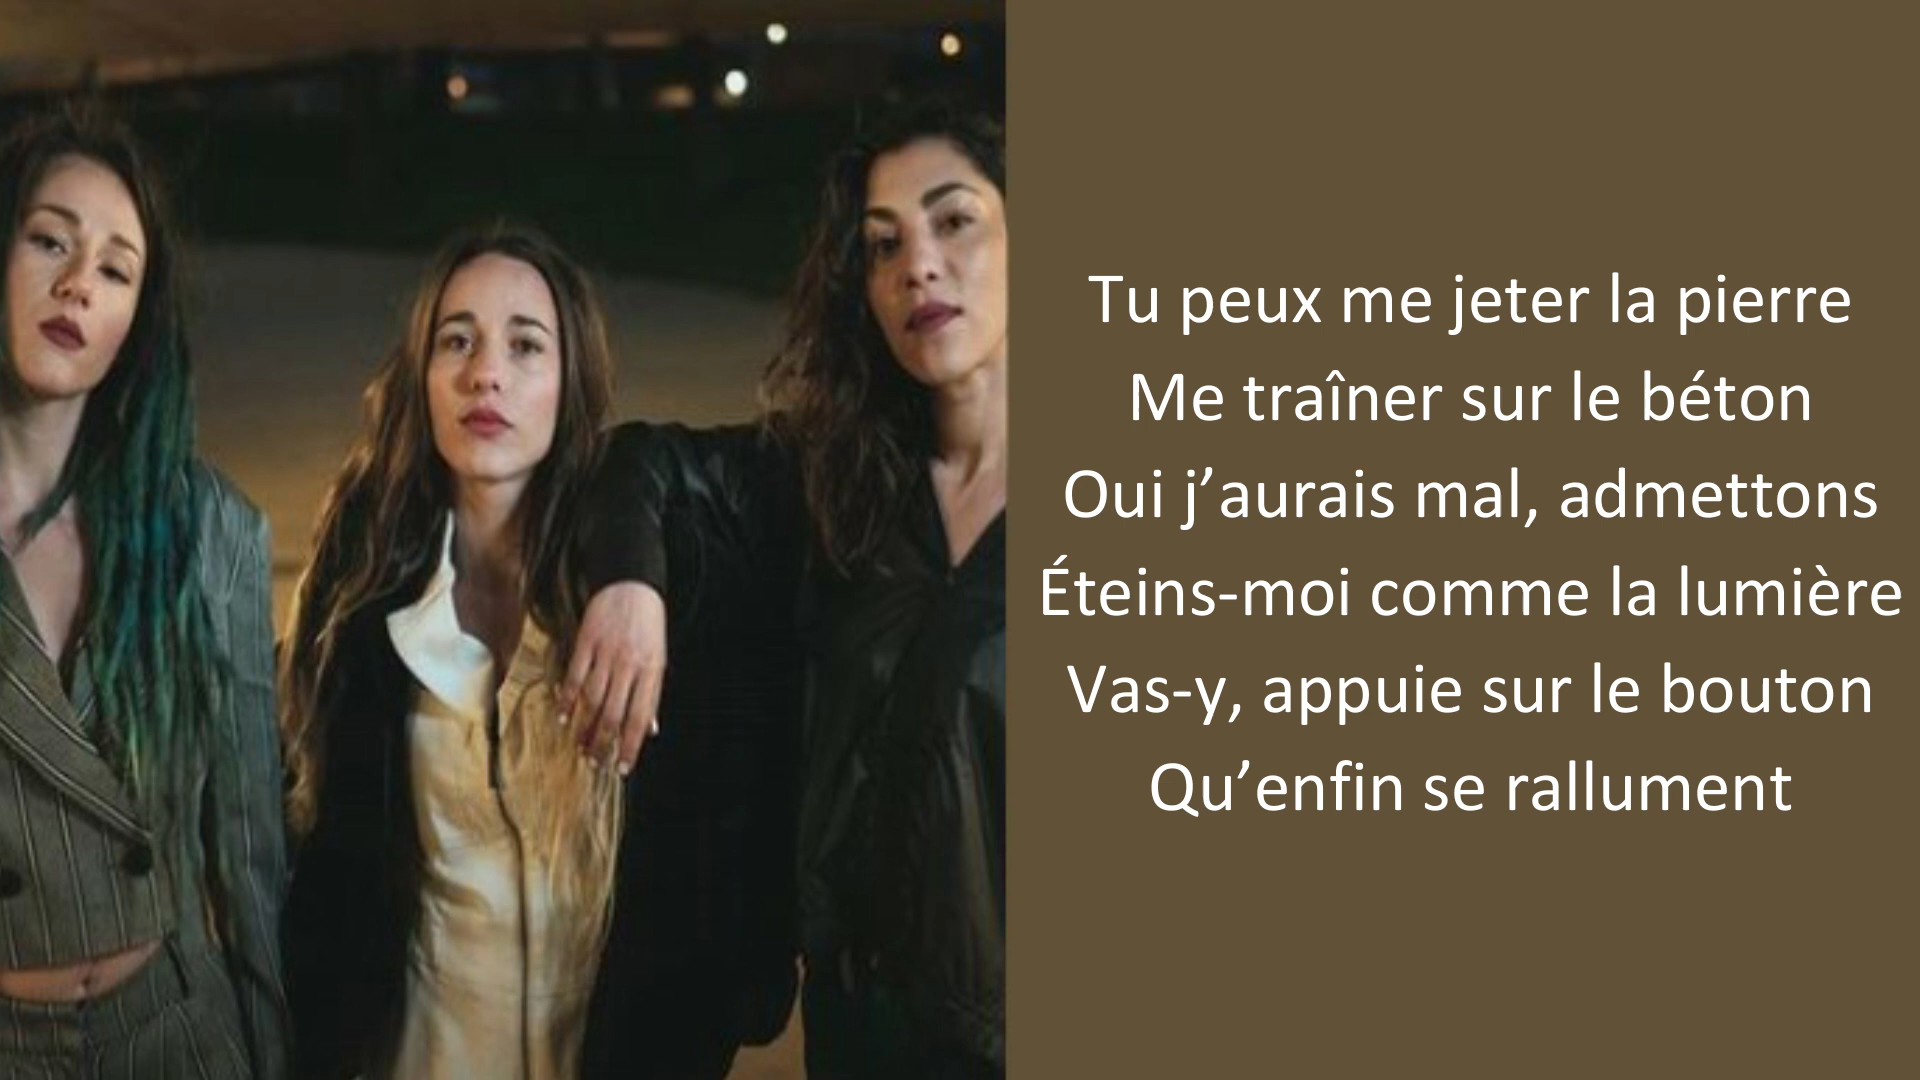 Tu peux me jeter la pierre
Me traîner sur le béton
Oui j’aurais mal, admettons
Éteins-moi comme la lumière
Vas-y, appuie sur le bouton
Qu’enfin se rallument